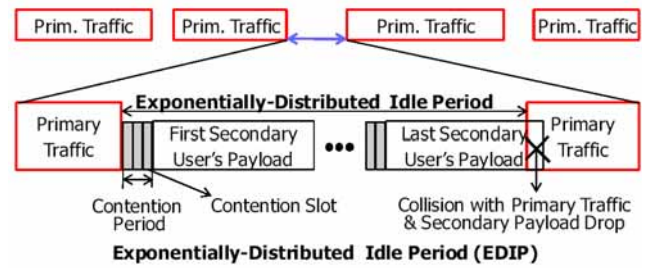 Prim. Traffic Prim. Traffic Prim. Traffic Prim. Traffic
Exponentially-Distributed Idle Period
Primary Traffic
First Secondary User's Payload
Last Secondary User's Payload
Primary Traffic
Contention Period
Contention Slot
Collision with Primary Traffic & Secondary Payload Drop
Exponentially-Distributed Idle Period (EDIP)